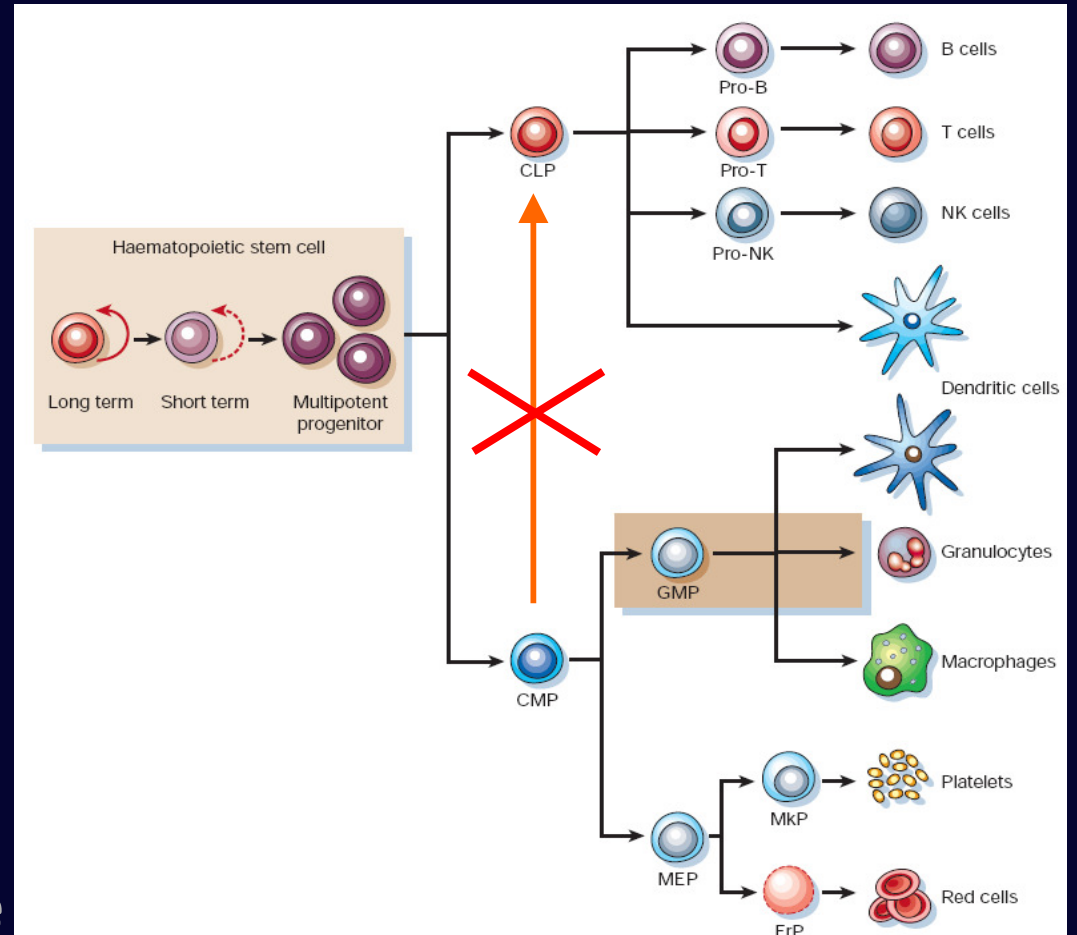 B cells
Pro-B
T cells
CLP
Pro-T
NK cells
Pro-NK
Haematopoietic stem cell
Long term
Short term
Multipotent
progenitor
Dendritic cells
Granulocytes
GMP
Macrophages
CMP
Platelets
MkP
MEP
Red cells
ErP
e